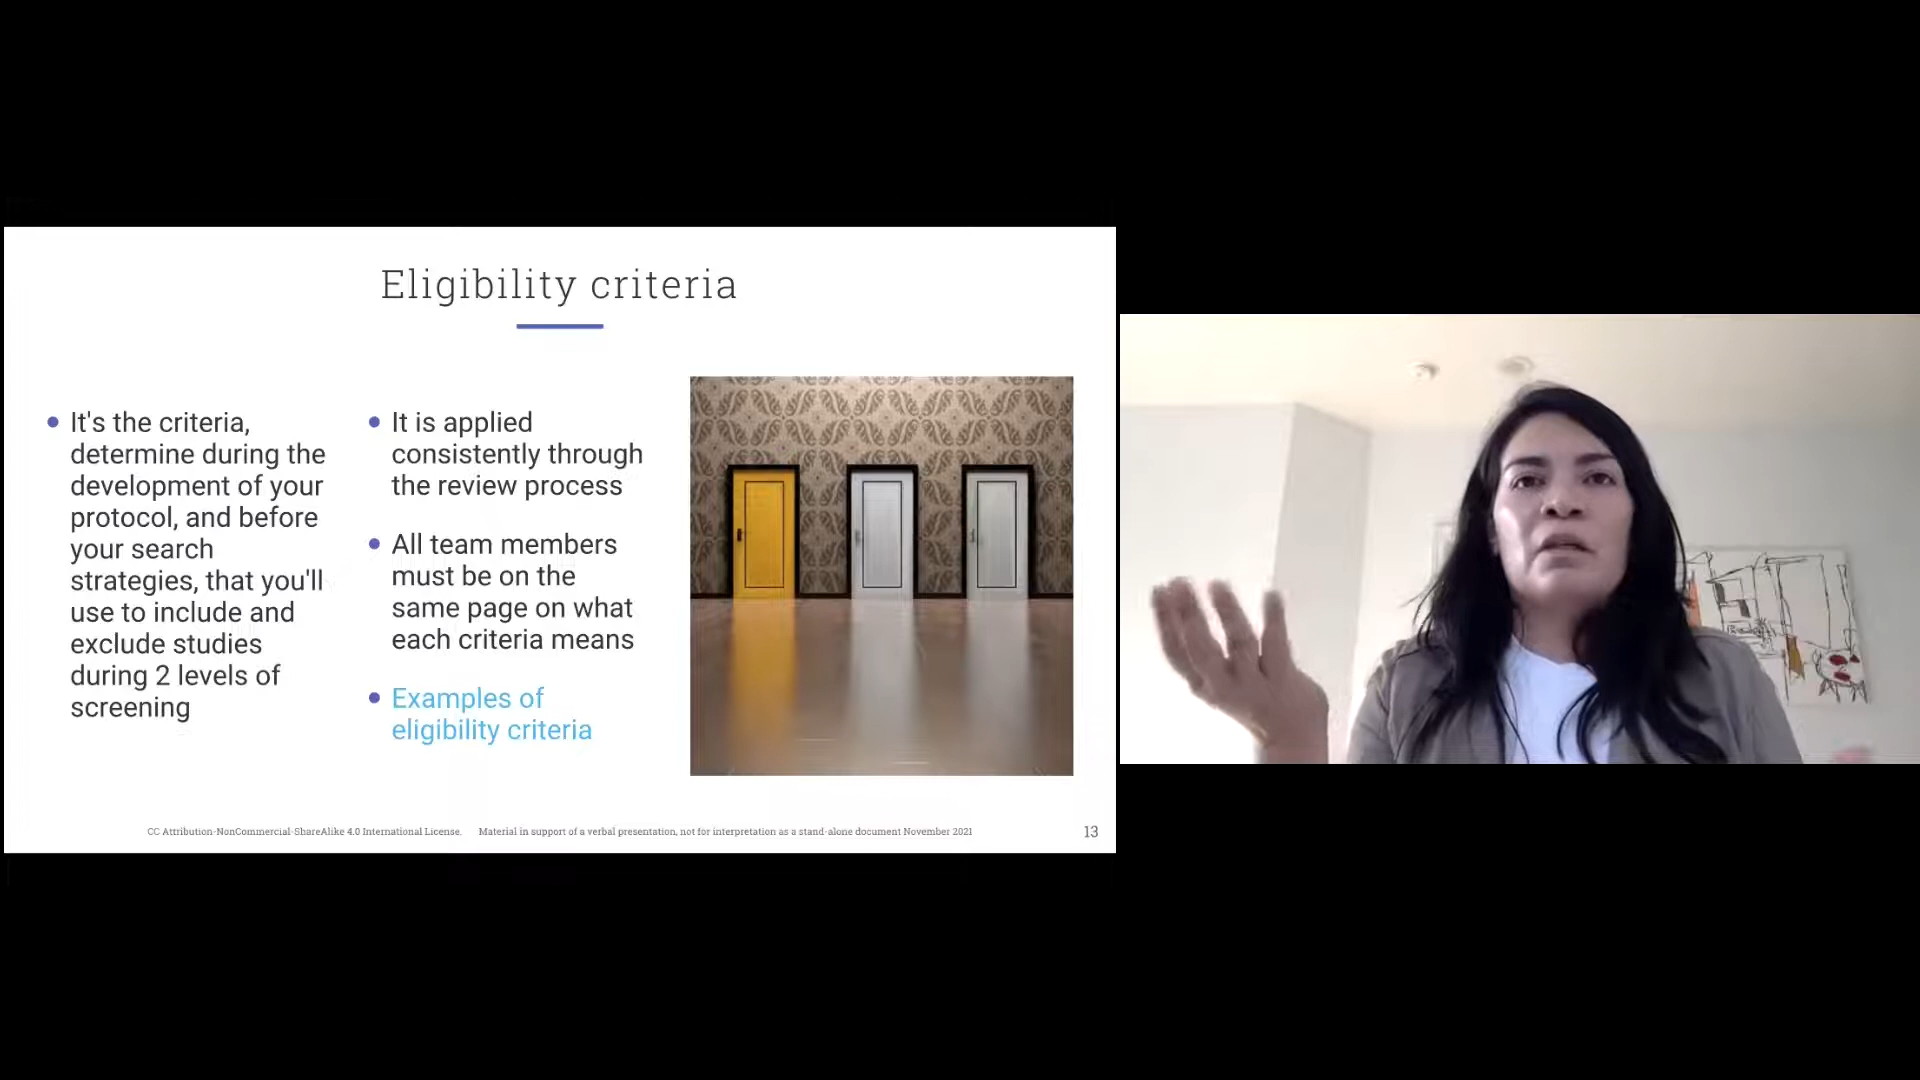 Eligibility criteria
It's the criteria,
determine during the
development of your
protocol, and before
your search
strategies, that you'll
use to include and
exclude studies
during 2 levels of
screening
It is applied
consistently through
the review process
All team members
must be on the
same page on what
each criteria means
Examples of
eligibility criteria
CC Attribution-NonCommercial-ShareAlike 4.0 International License. Material in support of a verbal presentation, not for interpretation as a stand-alone document November 2021
13